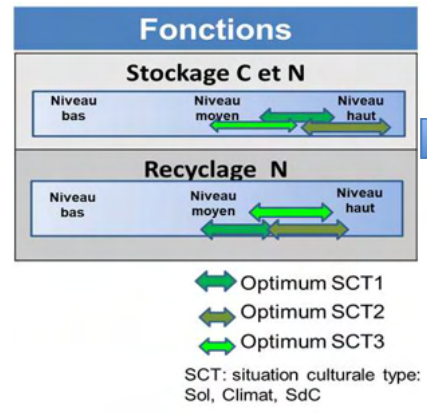 Fonctions
Stockage C et N
Niveau bas
Niveau moyen
Niveau haut
Recyclage N
Niveau bas
Niveau moyen
Niveau haut
Optimum SCT1
Optimum SCT2
Optimum SCT3
SCT: situation culturale type:
Sol, Climat, SdC